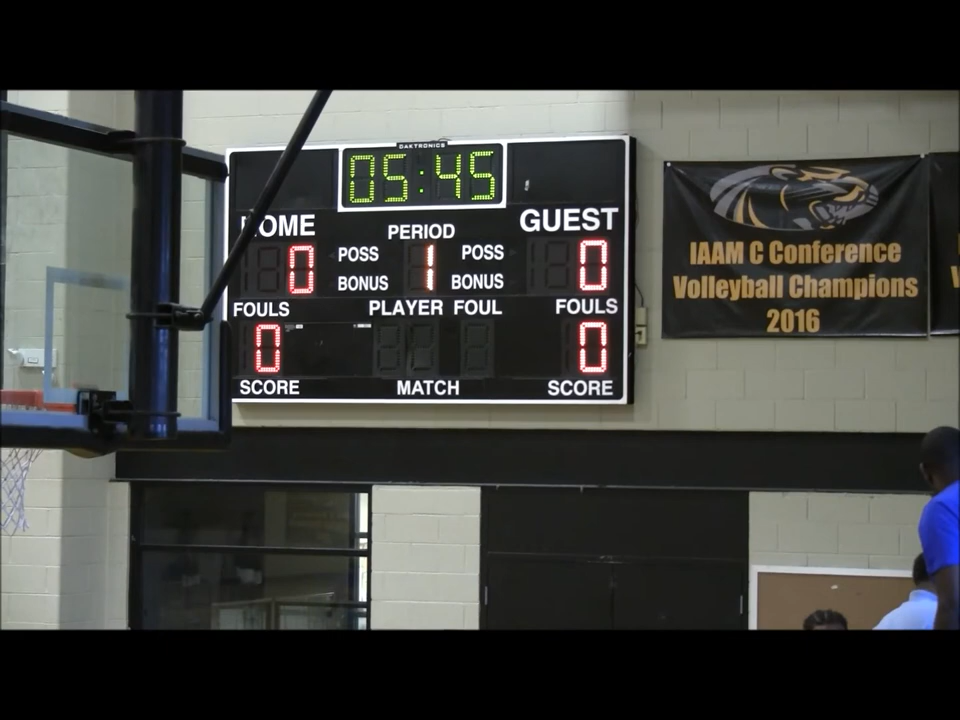 DAKTRONICS
05:45
HOME PERIOD GUEST
0 POSS 1 POSS 0
BONUS BONUS
FOULS PLAYER FOUL FOULS
0 0
SCORE MATCH SCORE
IAAM C Conference
Volleyball Champions
2016